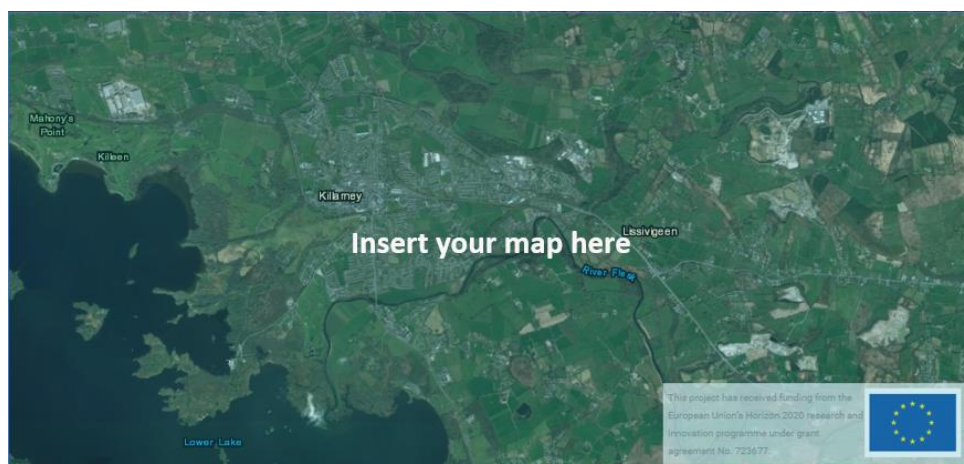 Mahony's
Point
Killeen
Killarney
Lissivigeen
Insert your map here
River Flesk
This project has received funding from the
European Union's Horizon 2020 research and
innovation programme under grant
agreement No. 723677.
Lower Lake